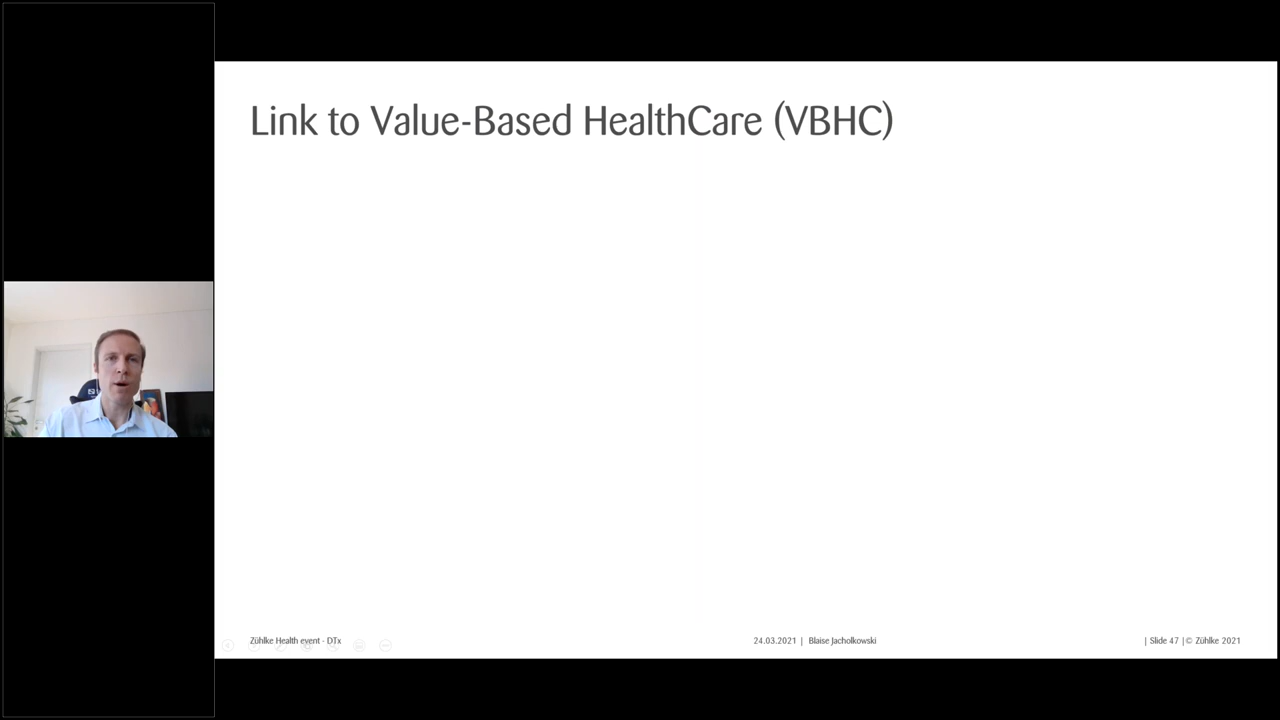 Link to Value-Based HealthCare (VBHC)
Zühlke Health event - DTx
24.03.2021 | Blaise Jacholkowski
| Slide 47 | © Zühlke 2021